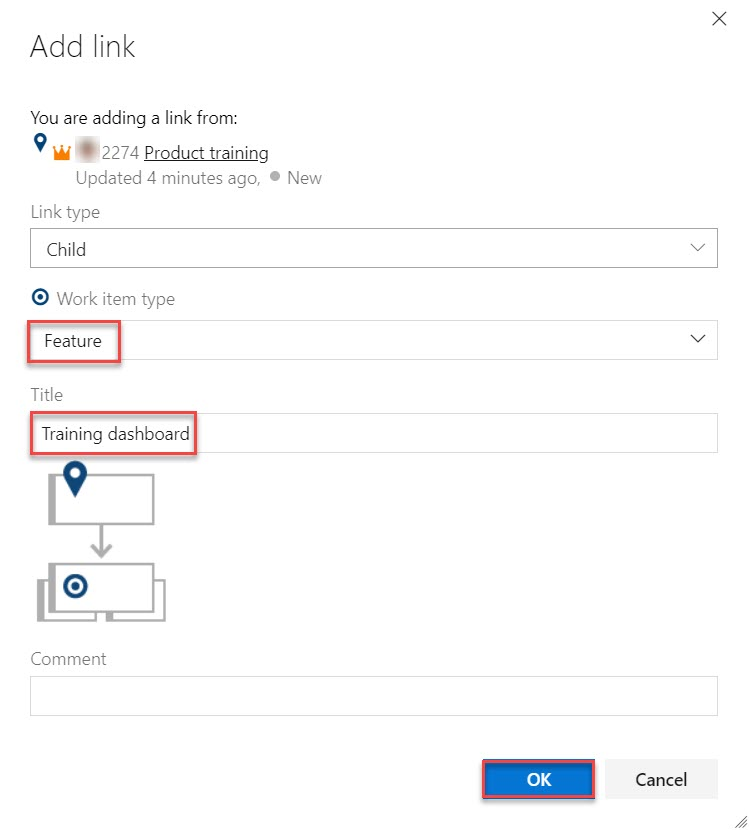 Add link
You are adding a link from:
2274 Product training
Updated 4 minutes ago, New
Link type
Child
Work item type
Feature
Title
Training dashboard
Comment
OK Cancel